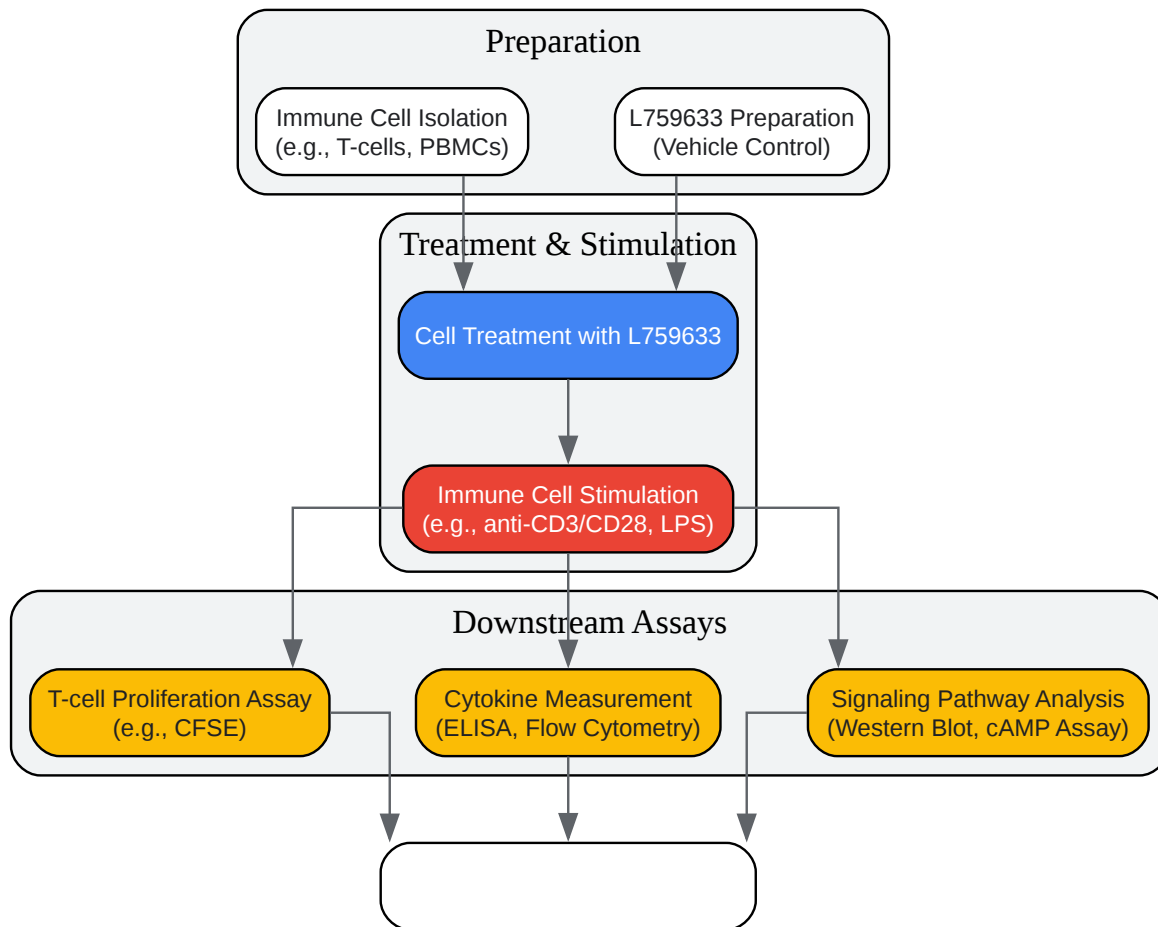 Preparation
Immune Cell Isolation
(e.g., T-cells, PBMCs)
L759633 Preparation
(Vehicle Control)
Treatment & Stimulation
Cell Treatment with L759633
Immune Cell Stimulation
(e.g., anti-CD3/CD28, LPS)
Downstream Assays
T-cell Proliferation Assay
(e.g., CFSE)
Cytokine Measurement
(ELISA, Flow Cytometry)
Signaling Pathway Analysis
(Western Blot, cAMP Assay)